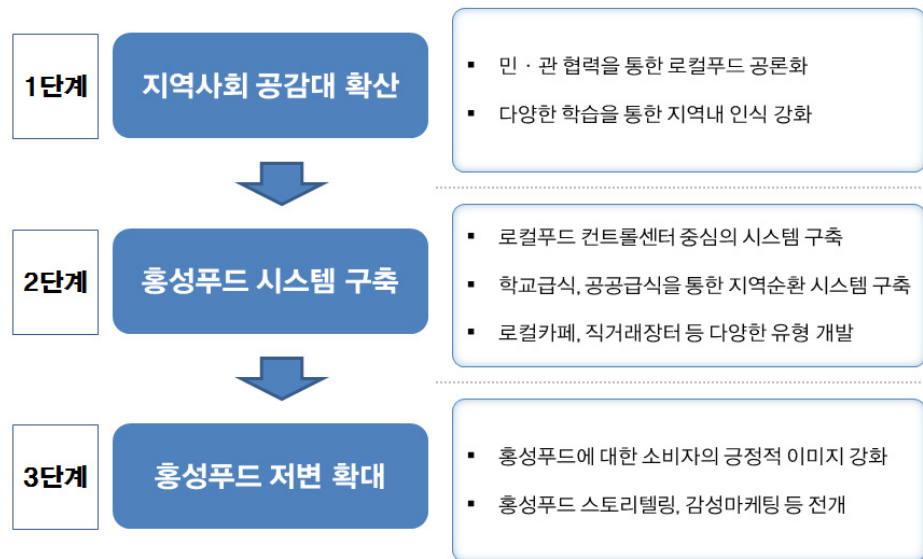 1단계
지역사회 공감대 확산
▪ 민 · 관 협력을 통한 로컬푸드 공론화
▪ 다양한 학습을 통한 지역내 인식 강화
2단계
홍성푸드 시스템 구축
▪ 로컬푸드 컨트롤센터 중심의 시스템 구축
▪ 학교급식, 공공급식을 통한 지역순환 시스템 구축
▪ 로컬카페, 직거래장터 등 다양한 유형 개발
3단계
홍성푸드 저변 확대
▪ 홍성푸드에 대한 소비자의 긍정적 이미지 강화
▪ 홍성푸드 스토리텔링, 감성마케팅 등 전개